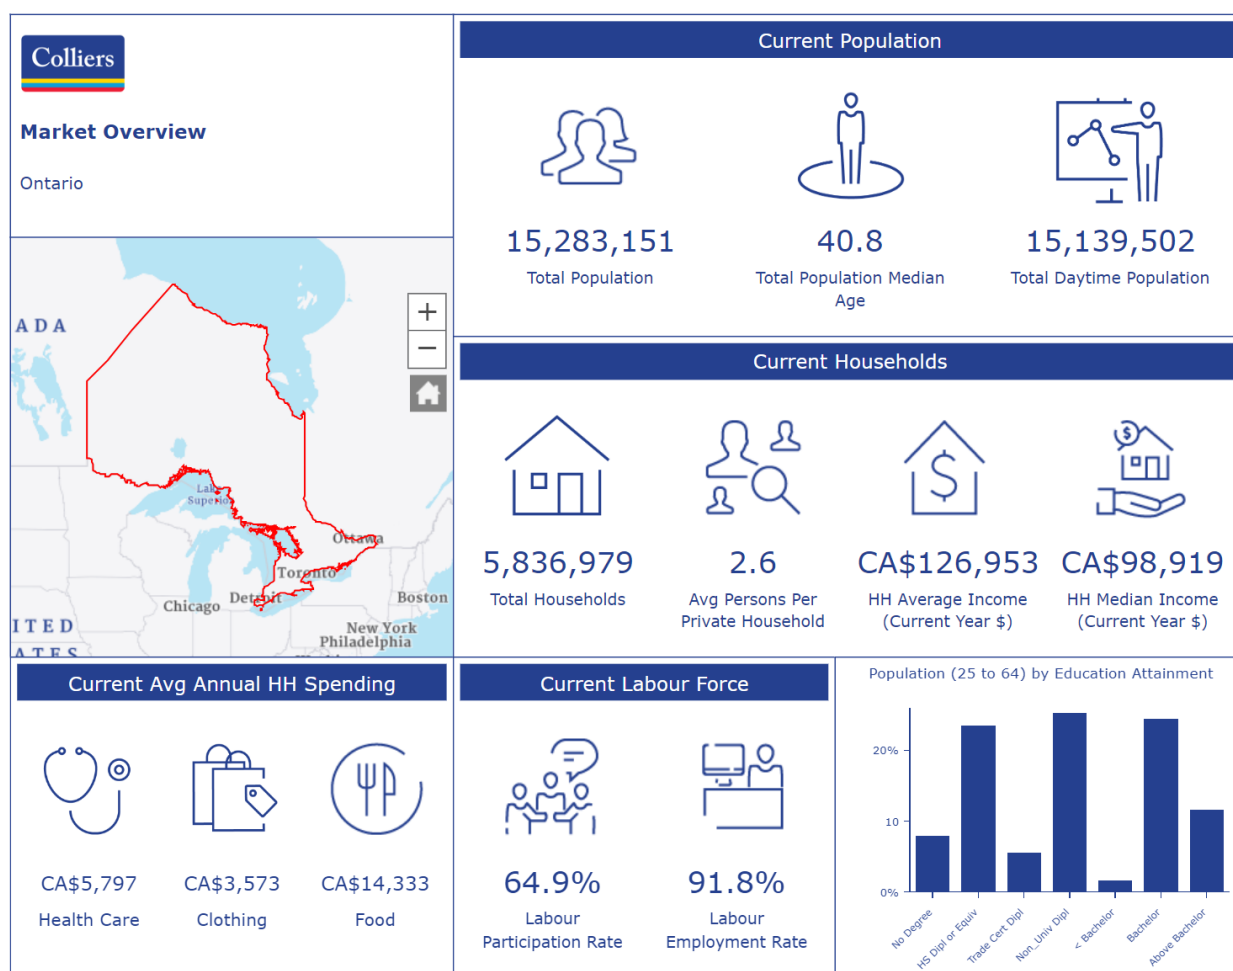 Colliers
Market Overview
Ontario
Current Population
15,283,151
Total Population
40.8
Total Population Median
Age
15,139,502
Total Daytime Population
ADA
+
−
Lake
Superior
Ottawa
Toronto
Detroit
Chicago
Boston
New York
Philadelphia
ITED
ATES
Current Households
5,836,979
Total Households
2.6
Avg Persons Per
Private Household
CA$126,953
HH Average Income
(Current Year $)
CA$98,919
HH Median Income
(Current Year $)
Current Avg Annual HH Spending
CA$5,797
Health Care
CA$3,573
Clothing
CA$14,333
Food
Current Labour Force
64.9%
Labour
Participation Rate
91.8%
Labour
Employment Rate
Population (25 to 64) by Education Attainment
20%
10
0%
No Degree
HS Dipl or Equiv
Trade Cert Dipl
Non_Univ Dipl
< Bachelor
Bachelor
Above Bachelor